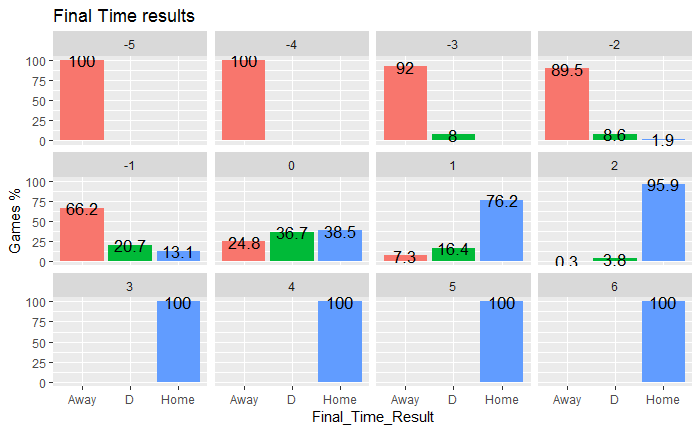 Final Time results
-5 -4 -3 -2
100 100 92 8 89.5 8.6 1.9
100
75
50
25
0
-1 0 1 2
66.2 20.7 13.1 24.8 36.7 38.5 7.3 16.4 76.2 0.3 3.8 95.9
100
75
50
25
0
Games %
3 4 5 6
100 100 100 100
100
75
50
25
0
Away D Home Away D Home Away D Home Away D Home
Final_Time_Result